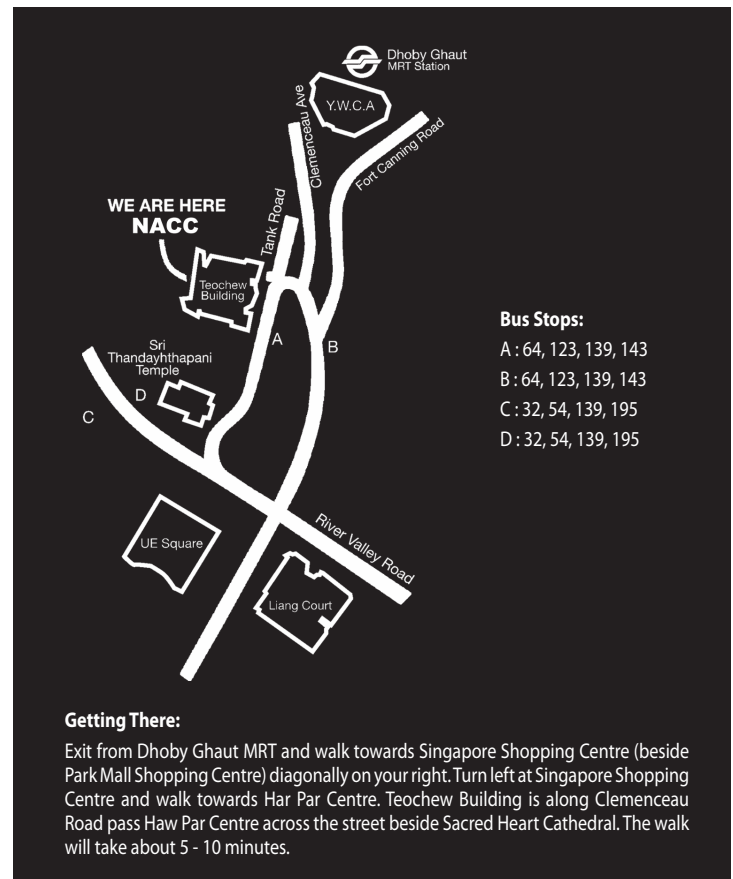 Dhoby Ghaut
MRT Station
Y.W.C.A
Clemenceau Ave
Fort Canning Road
WE ARE HERE
NACC
Tank Road
Teochew
Building
A
B
Sri
Thandayhthapani
Temple
D
C
UE Square
River Valley Road
Liang Court
Bus Stops:
A : 64, 123, 139, 143
B : 64, 123, 139, 143
C : 32, 54, 139, 195
D : 32, 54, 139, 195
Getting There:
Exit from Dhoby Ghaut MRT and walk towards Singapore Shopping Centre (beside
Park Mall Shopping Centre) diagonally on your right. Turn left at Singapore Shopping
Centre and walk towards Har Par Centre. Teochew Building is along Clemenceau
Road pass Haw Par Centre across the street beside Sacred Heart Cathedral. The walk
will take about 5 - 10 minutes.